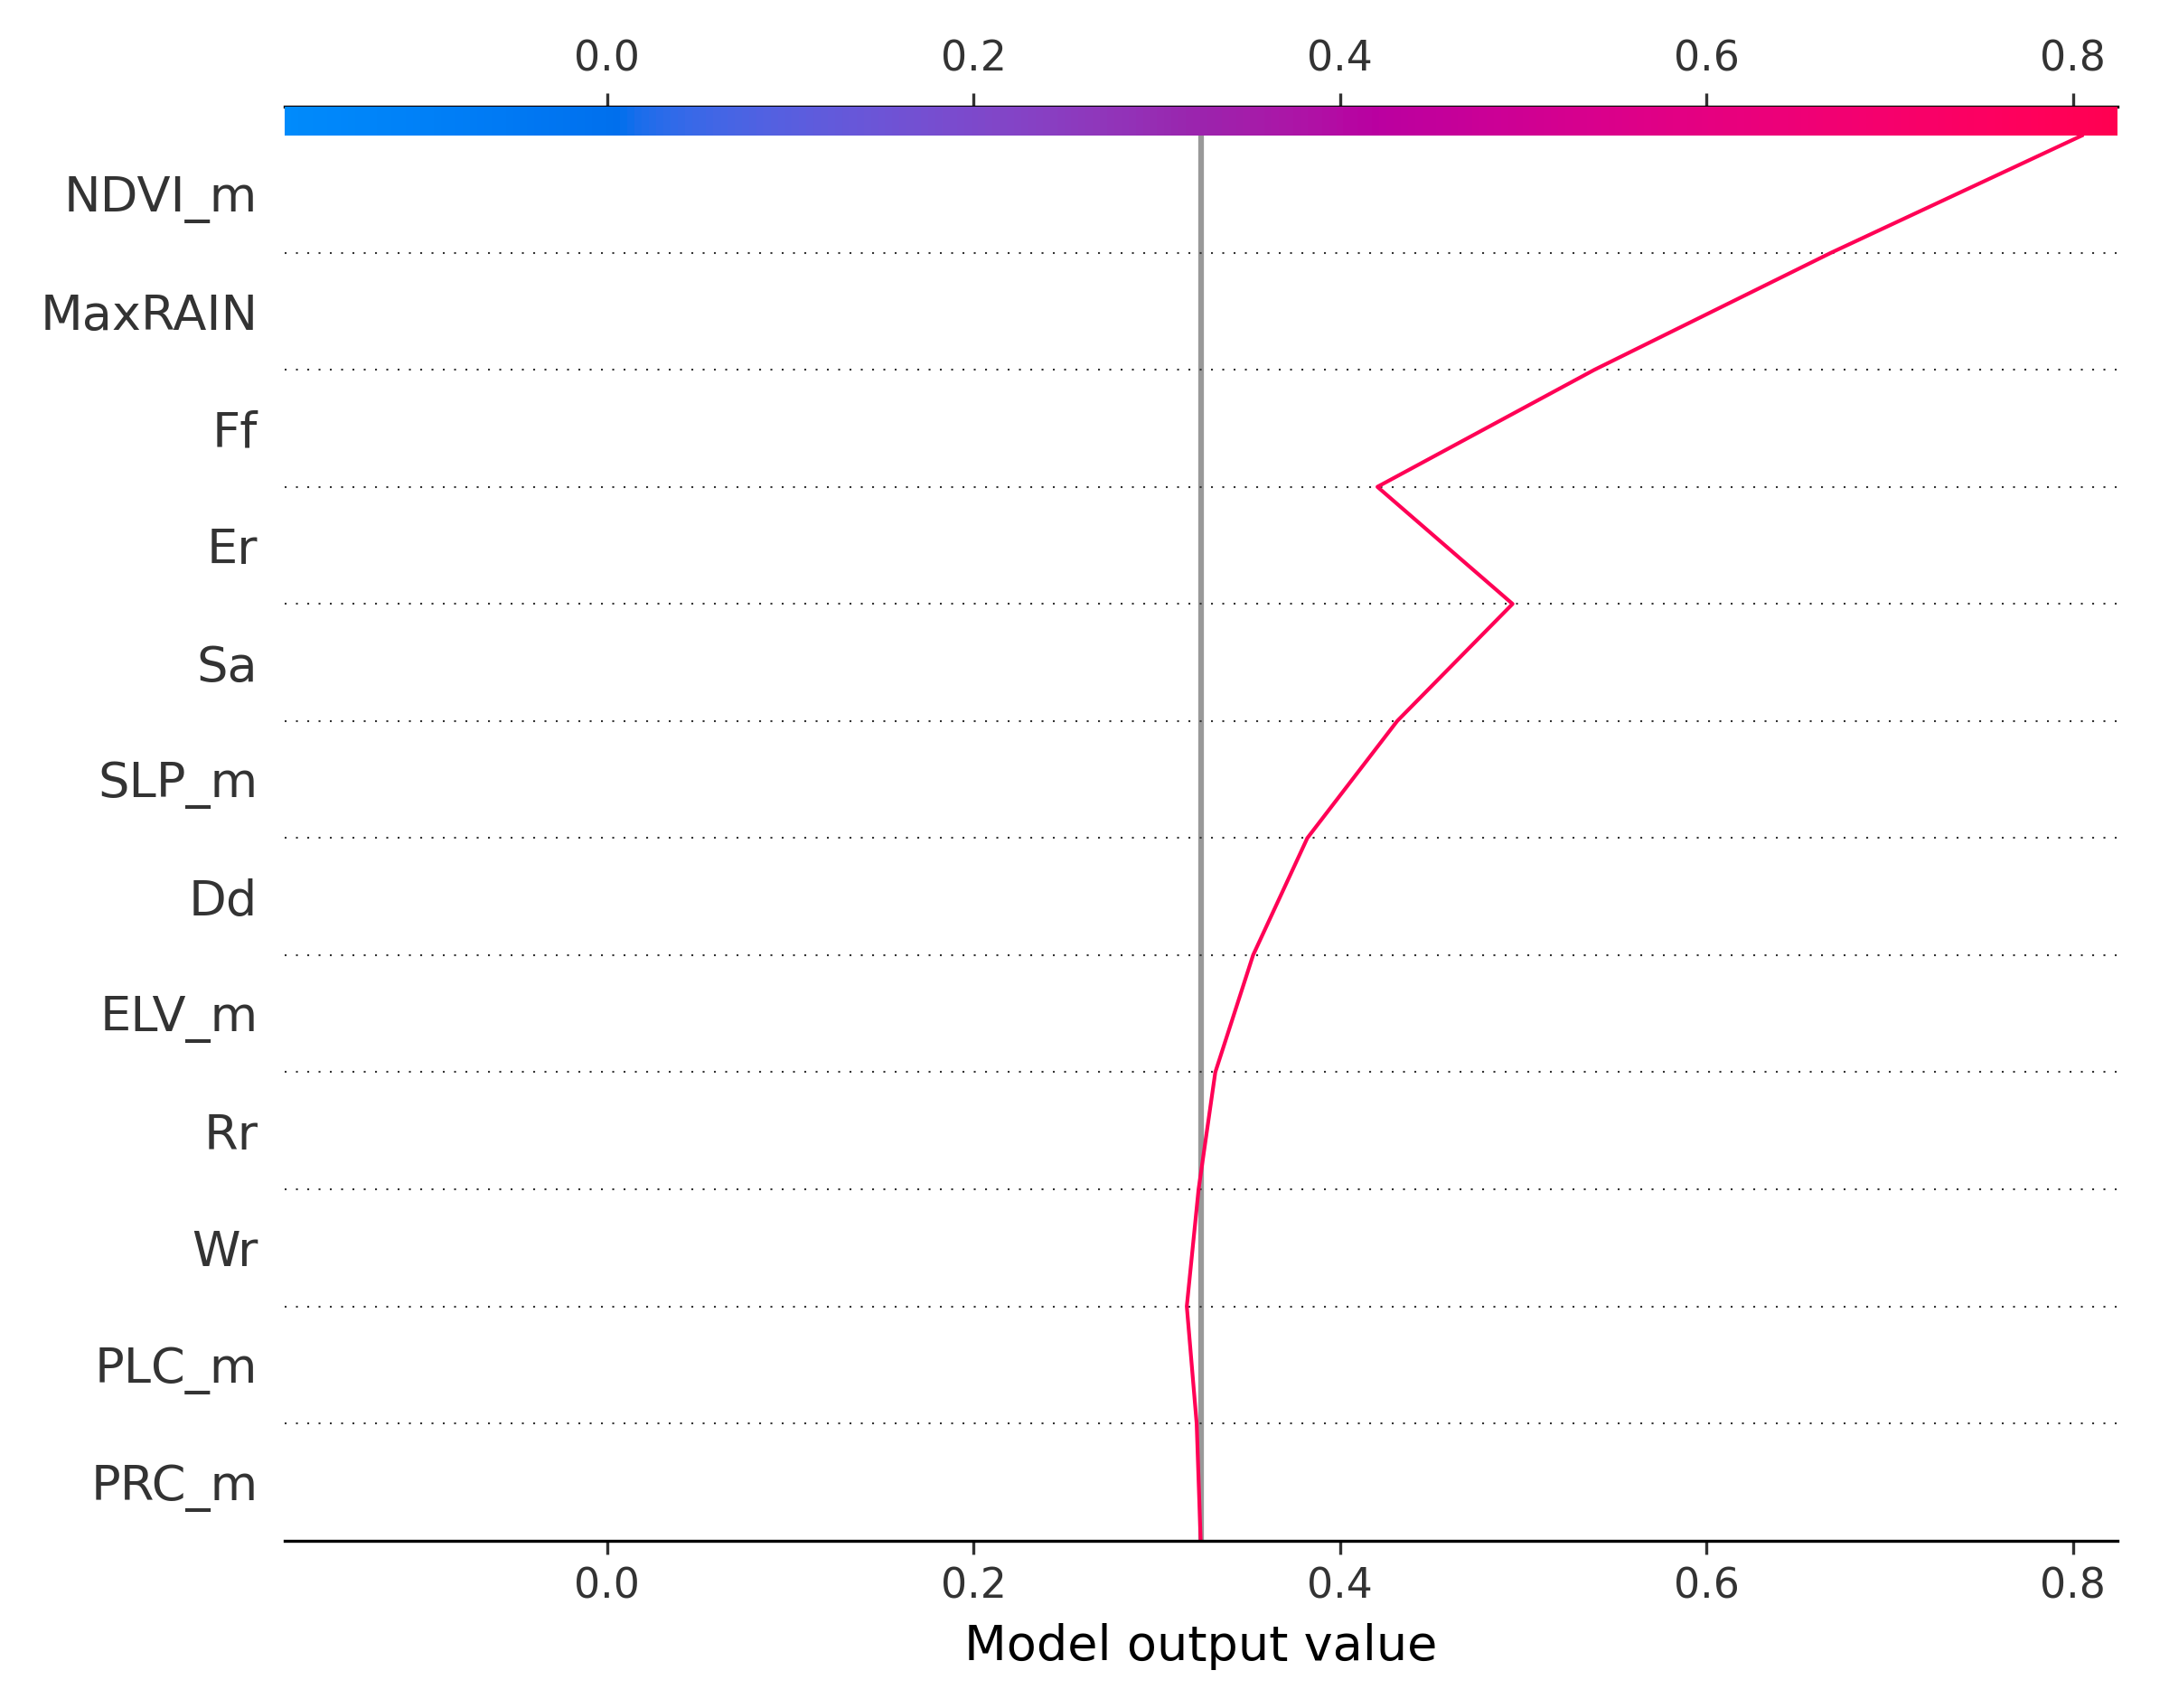 0.0 0.2 0.4 0.6 0.8
NDVI_m
MaxRAIN
Ff
Er
Sa
SLP_m
Dd
ELV_m
Rr
Wr
PLC_m
PRC_m
0.0 0.2 0.4 0.6 0.8
Model output value